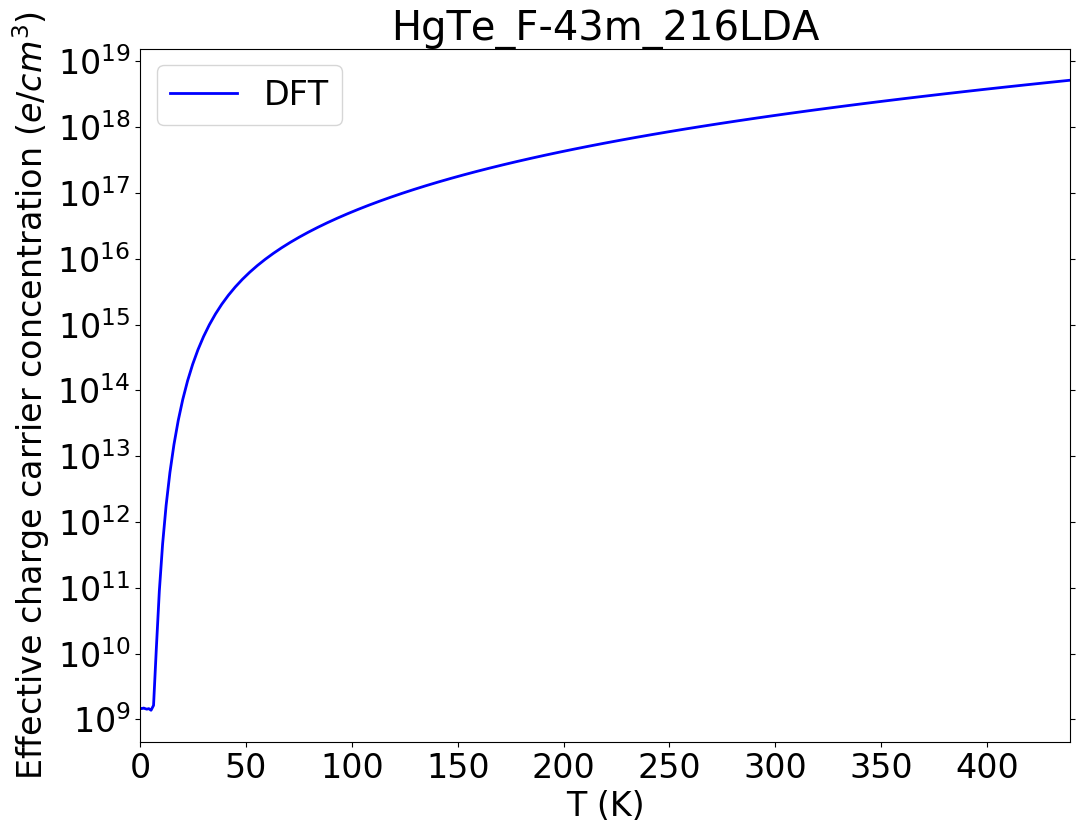 HgTe_F-43m_216LDA
Effective charge carrier concentration (e/cm³)
10¹⁹
10¹⁸
10¹⁷
10¹⁶
10¹⁵
10¹⁴
10¹³
10¹²
10¹¹
10¹⁰
10⁹
DFT
0 50 100 150 200 250 300 350 400
T (K)